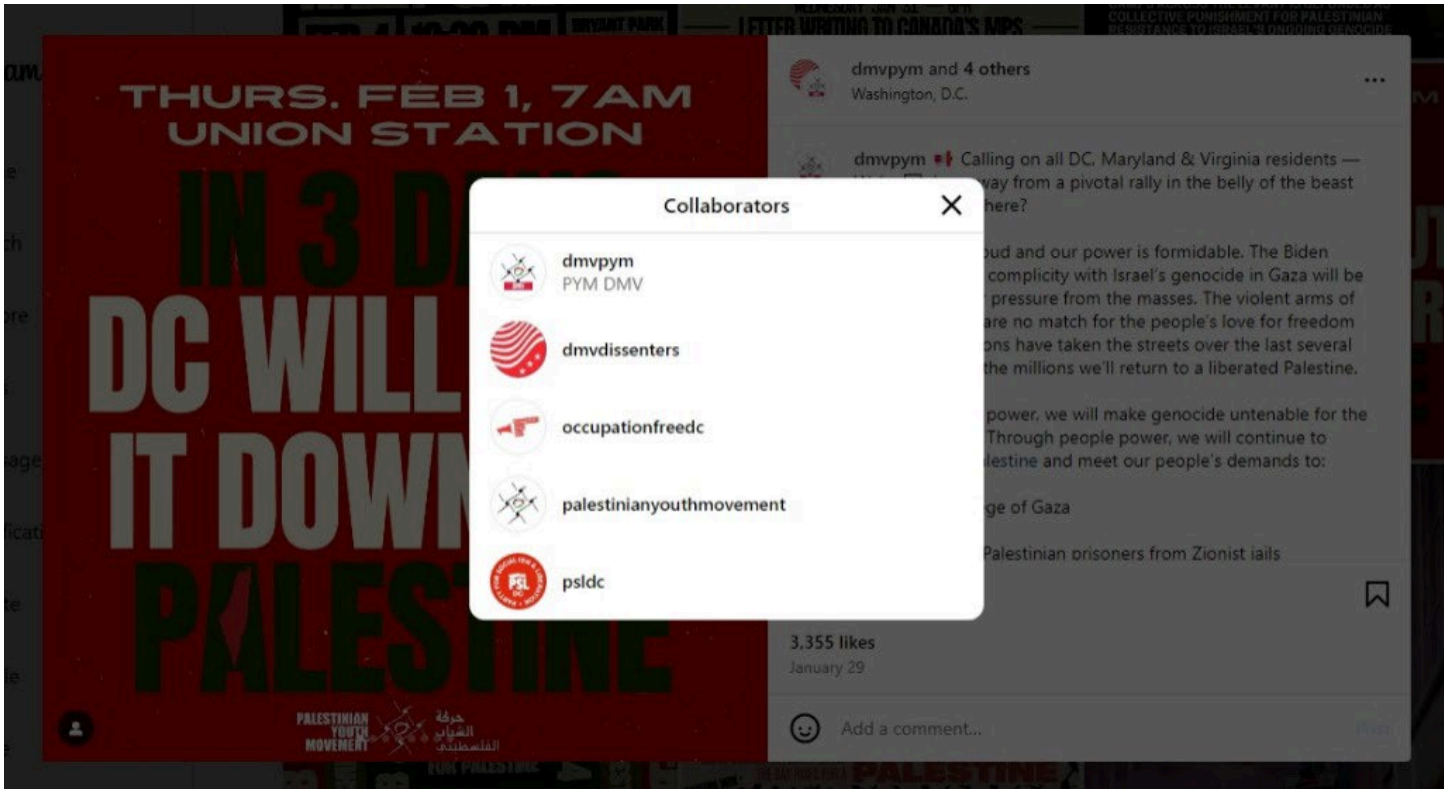 LETTER WRITING TO CANADA'S MPS
COLLECTIVE PUNISHMENT FOR PALESTINIAN
RESISTANCE TO ISRAEL'S ONGOING GENOCIDE
THURS. FEB 1, 7AM
UNION STATION
IN 3 DAYS
DC WILL
IT DOWN
PALESTINE
PALESTINIAN
YOUTH
MOVEMENT
حركة
الشباب
الفلسطيني
Collaborators
dmvpym
PYM DMV
dmvdissenters
occupationfreedc
palestinianyouthmovement
PSL
DC
psldc
dmvpym and 4 others
Washington, D.C.
dmvpym Calling on all DC, Maryland & Virginia residents —
way from a pivotal rally in the belly of the beast
here?
oud and our power is formidable. The Biden
complicity with Israel's genocide in Gaza will be
pressure from the masses. The violent arms of
are no match for the people's love for freedom
ons have taken the streets over the last several
the millions we'll return to a liberated Palestine.
power, we will make genocide untenable for the
Through people power, we will continue to
lestine and meet our people's demands to:
ge of Gaza
Palestinian prisoners from Zionist jails
3,355 likes
January 29
Add a comment...
Post
FOR PALESTINE
PALESTINE